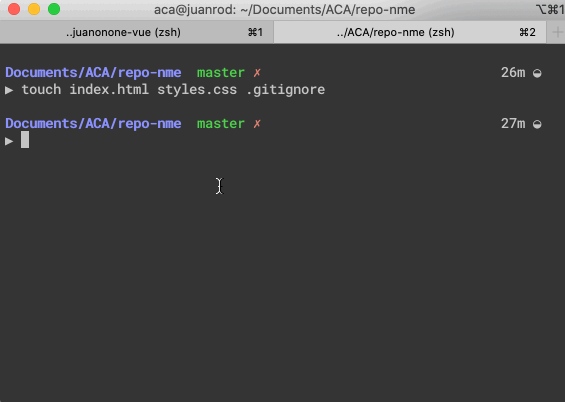 aca@juanrod: ~/Documents/ACA/repo-nme ⌥⌘1
..juanonone-vue (zsh) ⌘1 ../ACA/repo-nme (zsh) ⌘2 +
Documents/ACA/repo-nme master ✗ 26m ◒
▶ touch index.html styles.css .gitignore
Documents/ACA/repo-nme master ✗ 27m ◒
▶